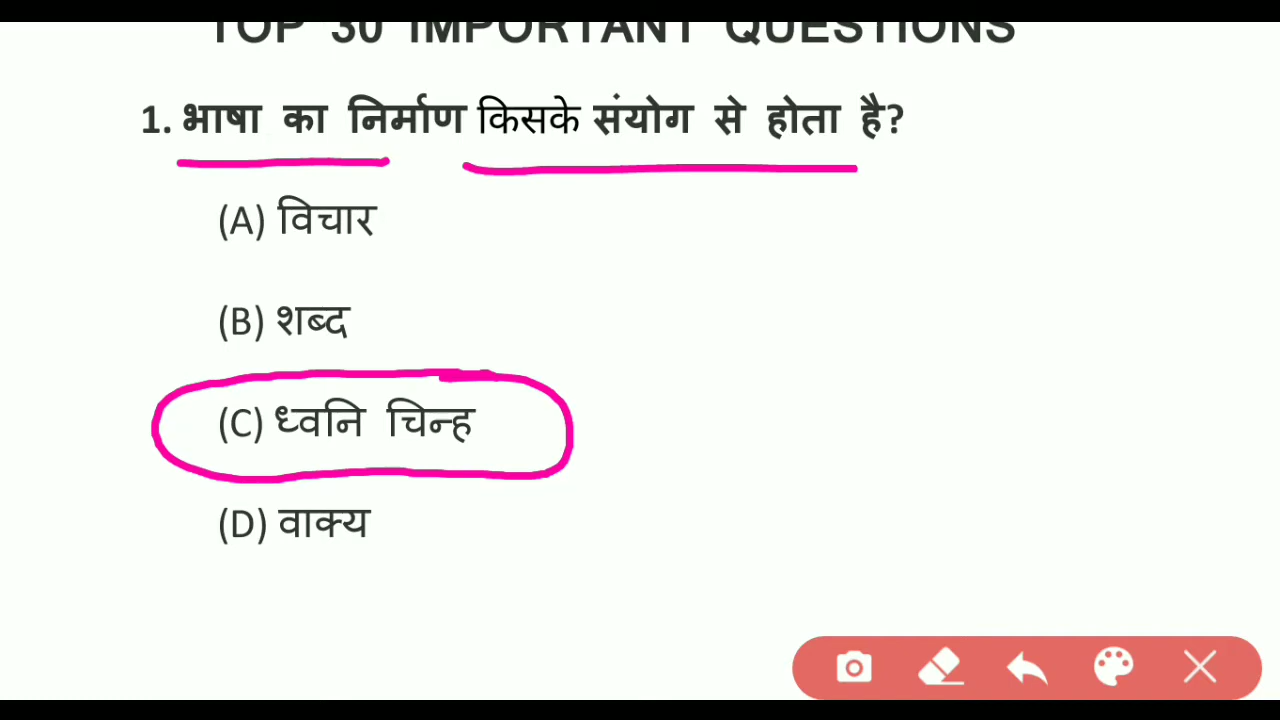 TOP 30 IMPORTANT QUESTIONS
1. भाषा का निर्माण किसके संयोग से होता है?
(A) विचार
(B) शब्द
(C) ध्वनि चिन्ह
(D) वाक्य